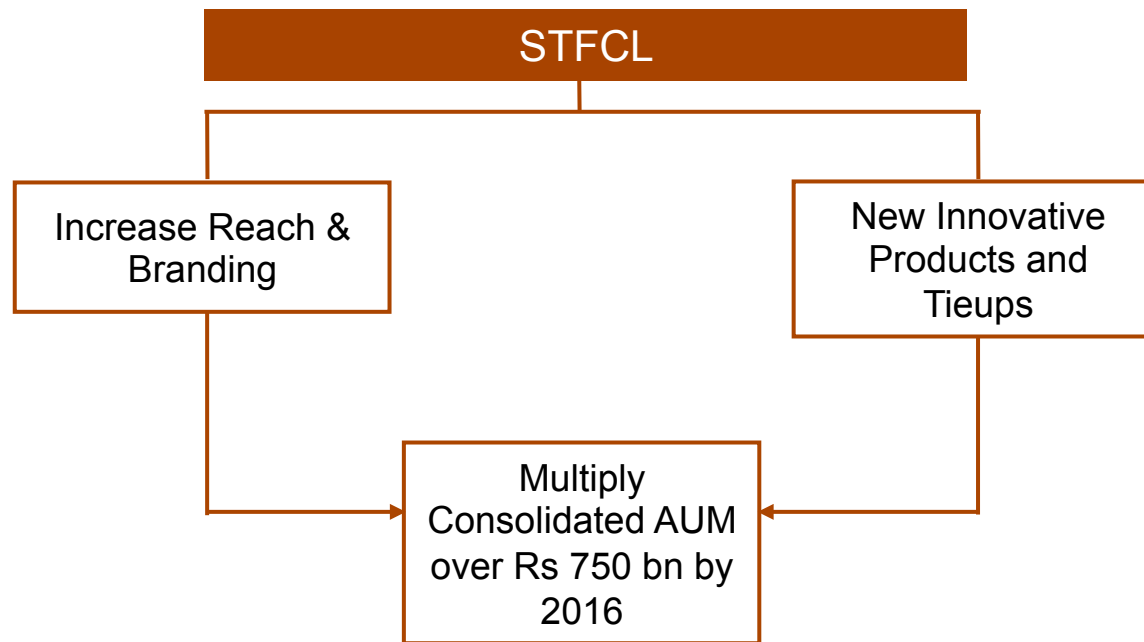 STFCL
Increase Reach &
Branding
New Innovative
Products and
Tieups
Multiply
Consolidated AUM
over Rs 750 bn by
2016